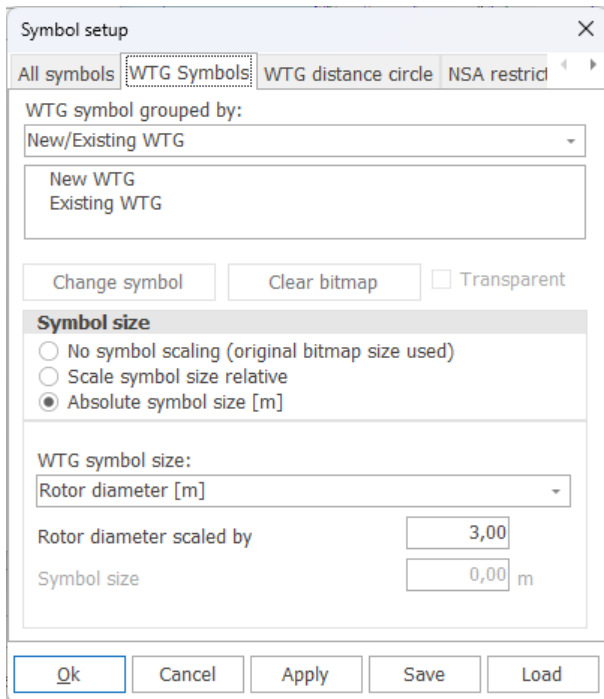 Symbol setup
All symbols WTG Symbols WTG distance circle NSA restrict
WTG symbol grouped by:
New/Existing WTG
New WTG
Existing WTG
Change symbol Clear bitmap Transparent
Symbol size
No symbol scaling (original bitmap size used)
Scale symbol size relative
Absolute symbol size [m]
WTG symbol size:
Rotor diameter [m]
Rotor diameter scaled by 3,00
Symbol size 0,00 m
Ok Cancel Apply Save Load